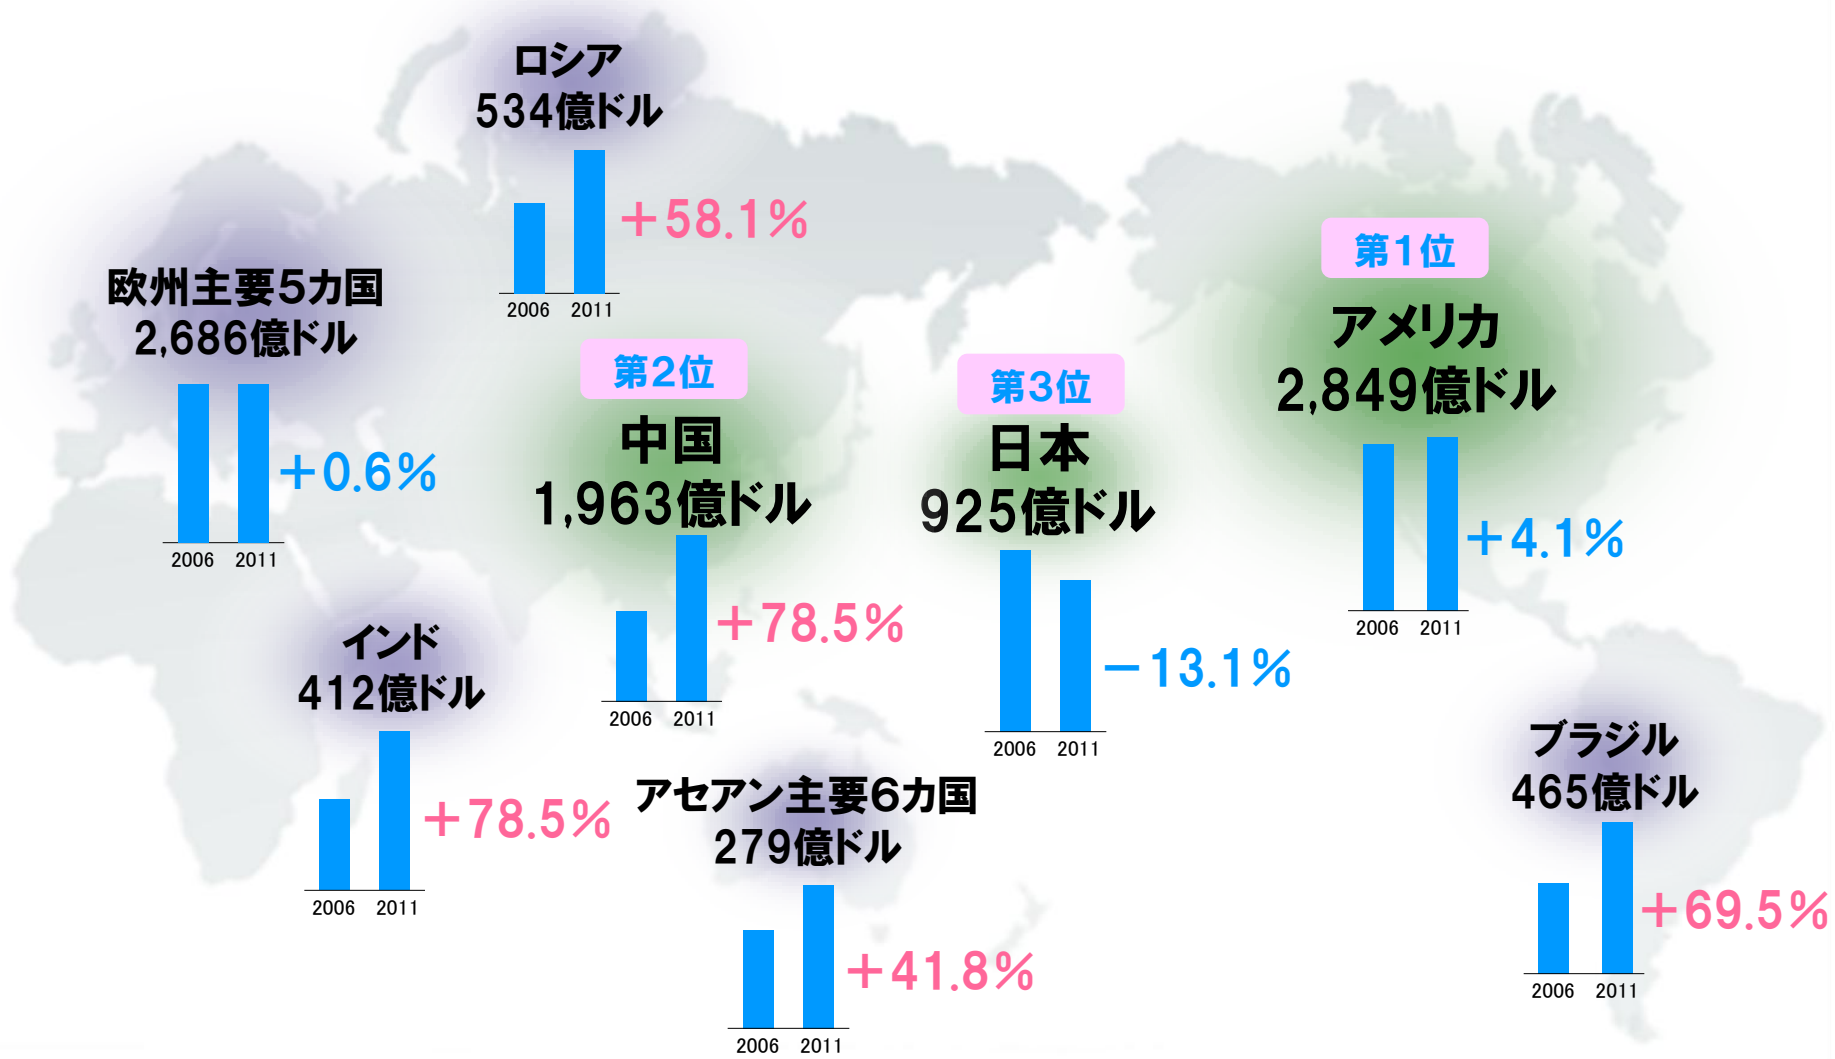 ロシア
534億ドル
+58.1%
2006 2011
欧州主要5カ国
2,686億ドル
+0.6%
2006 2011
第2位
中国
1,963億ドル
+78.5%
2006 2011
第3位
日本
925億ドル
-13.1%
2006 2011
第1位
アメリカ
2,849億ドル
+4.1%
2006 2011
インド
412億ドル
+78.5%
2006 2011
アセアン主要6カ国
279億ドル
+41.8%
2006 2011
ブラジル
465億ドル
+69.5%
2006 2011